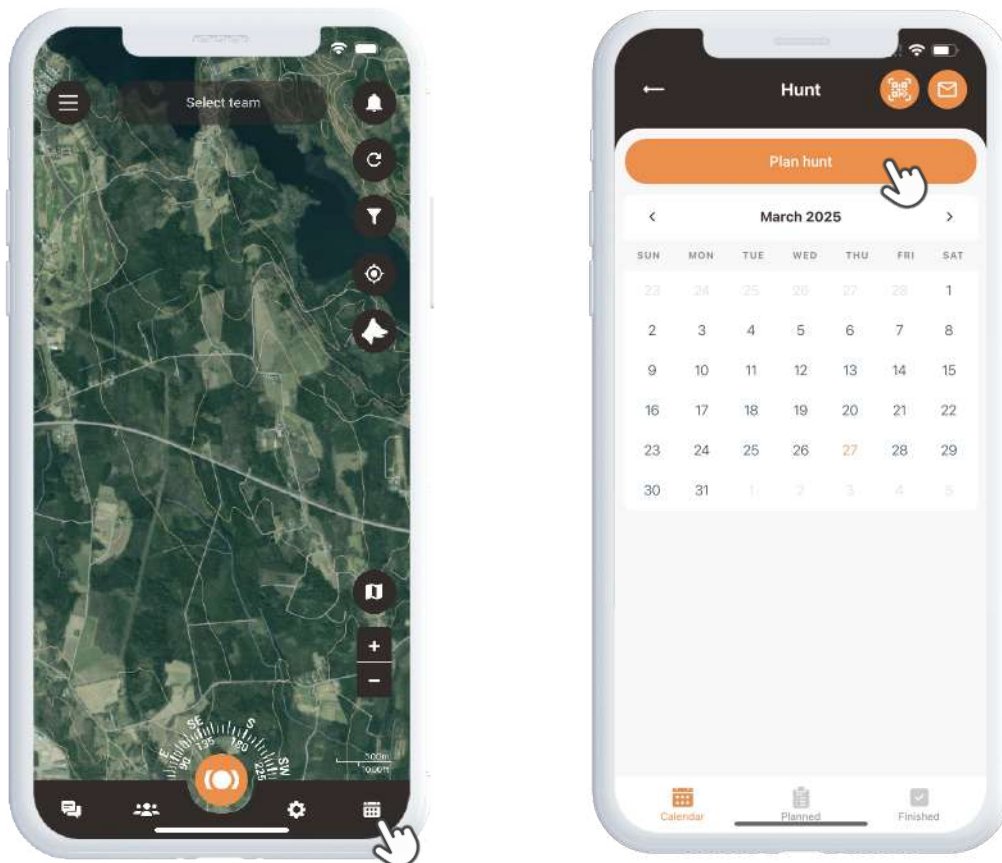 Select team
SE
S
E
135
180
SW
90
225
500m
1000ft
Hunt
Plan hunt
March 2025
SUN MON TUE WED THU FRI SAT
23 24 25 26 27 28 1
2 3 4 5 6 7 8
9 10 11 12 13 14 15
16 17 18 19 20 21 22
23 24 25 26 27 28 29
30 31 1 2 3 4 5
Calendar Planned Finished